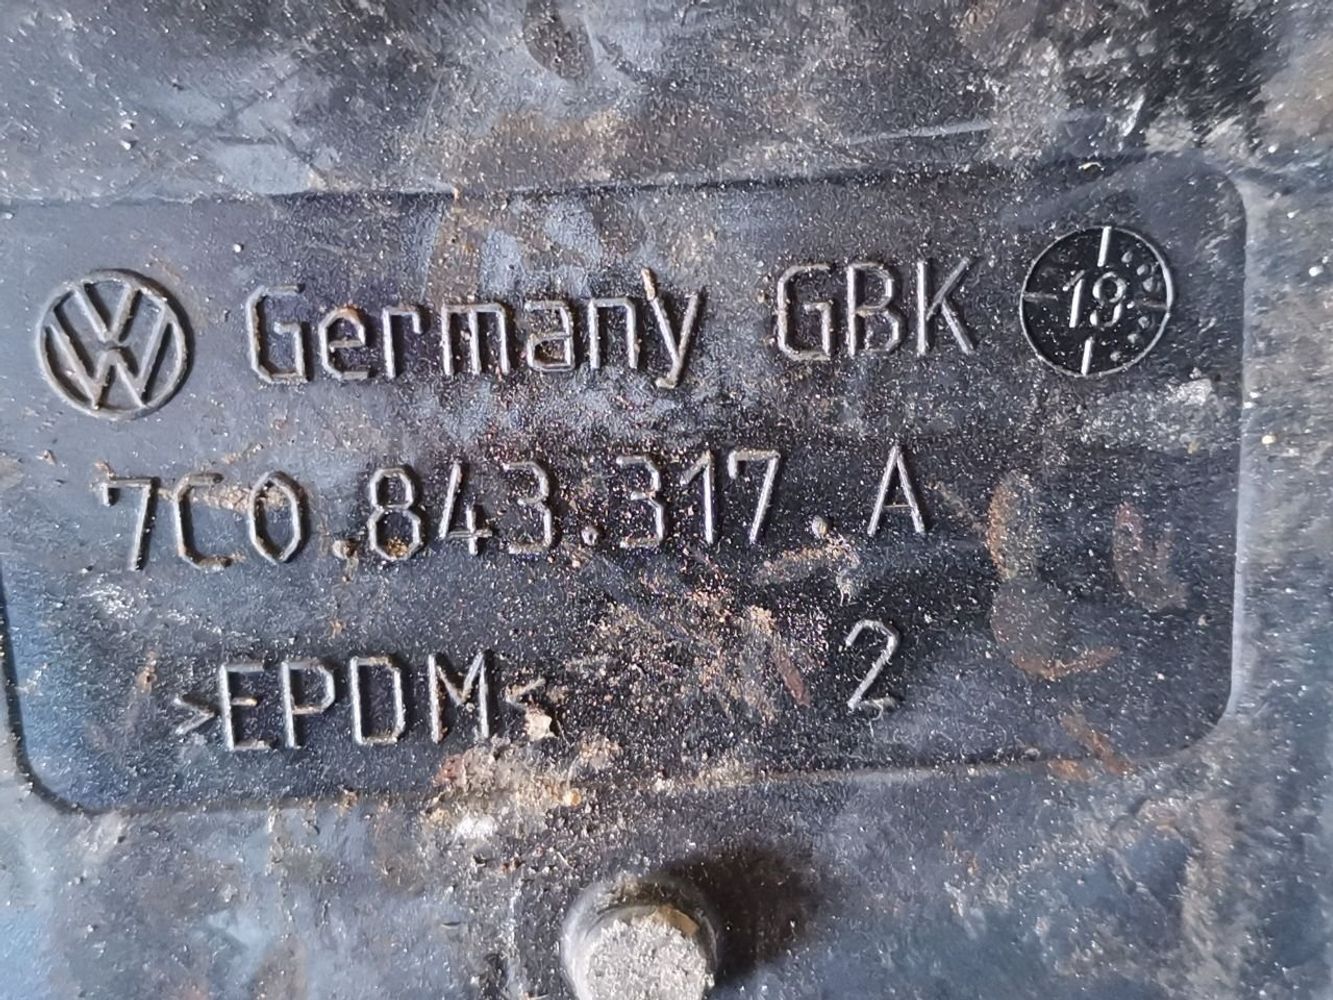 Germany GBK 19
7C0.843.317.A
>EPDM< 2